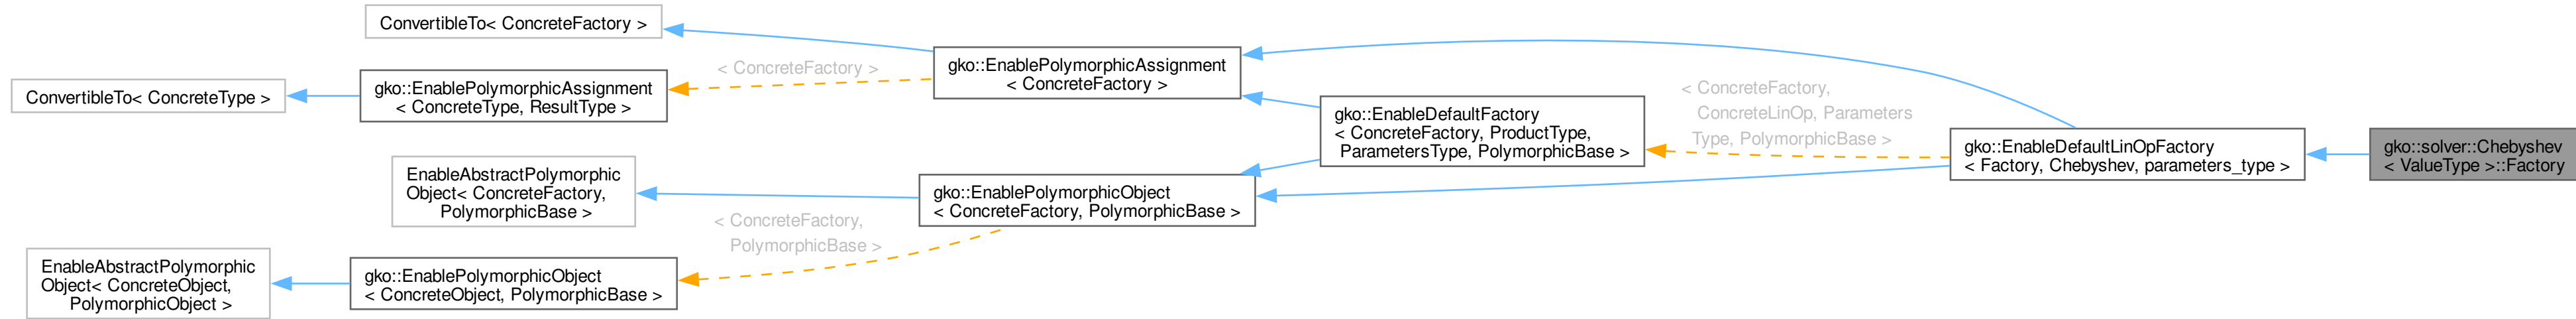 ConvertibleTo< ConcreteFactory >
ConvertibleTo< ConcreteType >
gko::EnablePolymorphicAssignment
< ConcreteType, ResultType >
< ConcreteFactory >
gko::EnablePolymorphicAssignment
< ConcreteFactory >
EnableAbstractPolymorphic
Object< ConcreteFactory,
PolymorphicBase >
EnableAbstractPolymorphic
Object< ConcreteObject,
PolymorphicObject >
gko::EnablePolymorphicObject
< ConcreteObject, PolymorphicBase >
< ConcreteFactory,
PolymorphicBase >
gko::EnablePolymorphicObject
< ConcreteFactory, PolymorphicBase >
gko::EnableDefaultFactory
< ConcreteFactory, ProductType,
ParametersType, PolymorphicBase >
< ConcreteFactory,
ConcreteLinOp, Parameters
Type, PolymorphicBase >
gko::EnableDefaultLinOpFactory
< Factory, Chebyshev, parameters_type >
gko::solver::Chebyshev
< ValueType >::Factory